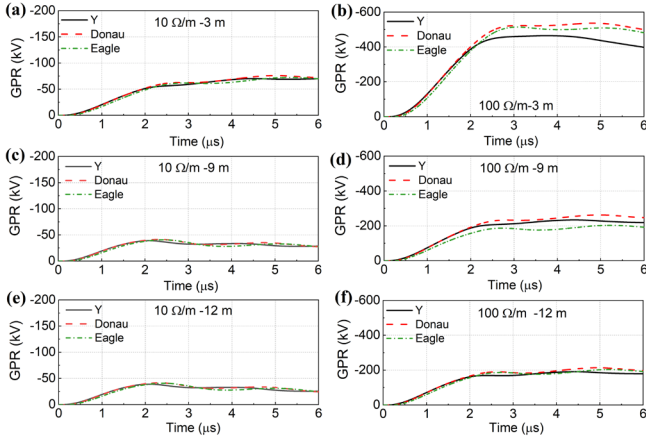 (a)
-200
10 Ω/m -3 m
Y
Donau
Eagle
-150
-100
-50
0
GPR (kV)
0 1 2 3 4 5 6
Time (μs)
(b)
-600
Y
Donau
Eagle
-400
-200
0
GPR (kV)
100 Ω/m-3 m
0 1 2 3 4 5 6
Time (μs)
(c)
-200
10 Ω/m -9 m
Y
Donau
Eagle
-150
-100
-50
0
GPR (kV)
0 1 2 3 4 5 6
Time (μs)
(d)
-600
100 Ω/m -9 m
Y
Donau
Eagle
-400
-200
0
GPR (kV)
0 1 2 3 4 5 6
Time (μs)
(e)
-200
10 Ω/m -12 m
Y
Donau
Eagle
-150
-100
-50
0
GPR (kV)
0 1 2 3 4 5 6
Time (μs)
(f)
-600
100 Ω/m -12 m
Y
Donau
Eagle
-400
-200
0
GPR (kV)
0 1 2 3 4 5 6
Time (μs)